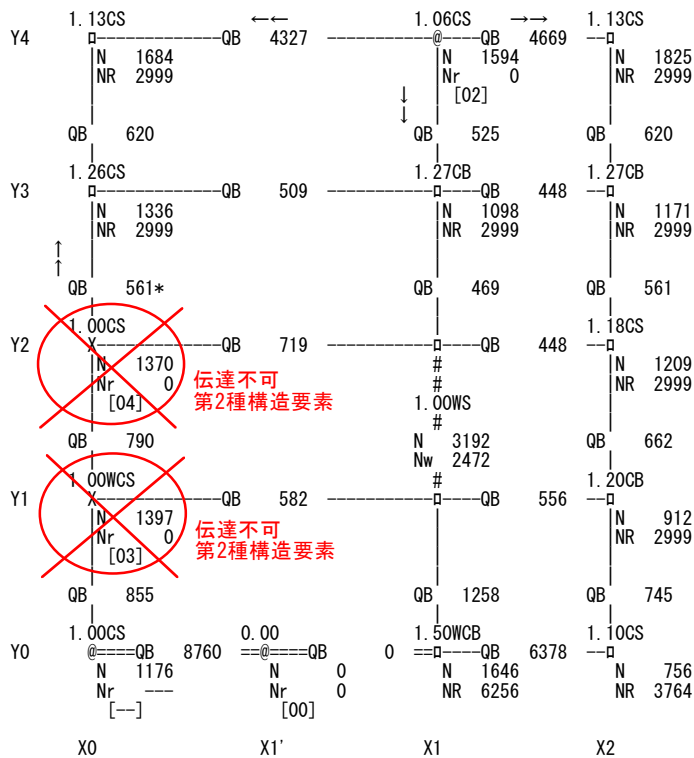 1.13CS ←← 1.06CS →→ 1.13CS
Y4 ¤-------------QB 4327 -----------@----QB 4669 --¤
N 1684 N 1594 N 1825
NR 2999 Nr 0 NR 2999
↓ [02]
↓
QB 620 QB 525 QB 620
1.26CS 1.27CB 1.27CB
Y3 ¤-------------QB 509 -----------¤----QB 448 --¤
N 1336 N 1098 N 1171
NR 2999 NR 2999 NR 2999
↑
↑
QB 561* QB 469 QB 561
1.00CS 1.18CS
Y2 X-------------QB 719 -----------¤----QB 448 --¤
N 1370 # N 1209
Nr 0 伝達不可 # NR 2999
[04] 第2種構造要素 1.00WS
#
QB 790 N 3192 QB 662
Nw 2472
1.00WCS # 1.20CB
Y1 X-------------QB 582 -----------¤----QB 556 --¤
N 1397 N 912
Nr 0 伝達不可 NR 2999
[03] 第2種構造要素
QB 855 QB 1258 QB 745
1.00CS 0.00 1.50WCB 1.10CS
Y0 @====QB 8760 ==@====QB 0 ==¤----QB 6378 --¤
N 1176 N 0 N 1646 N 756
Nr --- Nr 0 NR 6256 NR 3764
[--] [00]
X0 X1' X1 X2